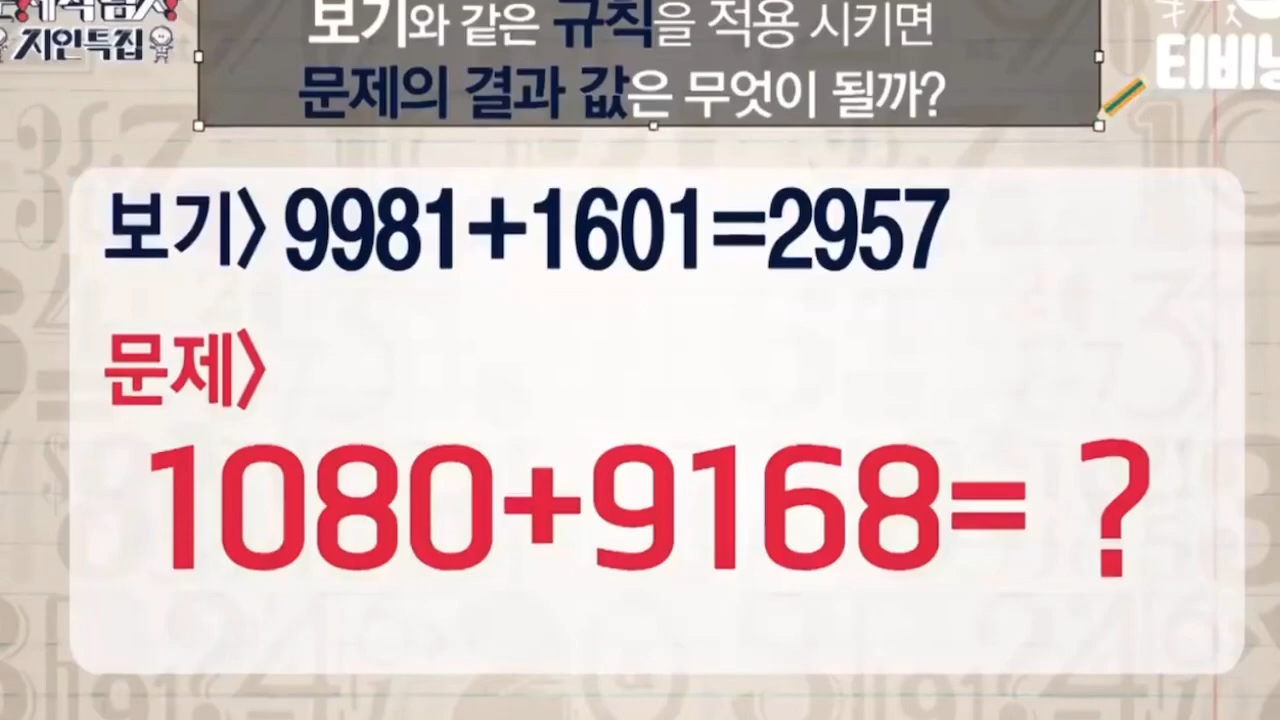 지인특집
보기와 같은 규칙을 적용 시키면
문제의 결과 값은 무엇이 될까?
보기> 9981+1601=2957
문제>
1080+9168= ?